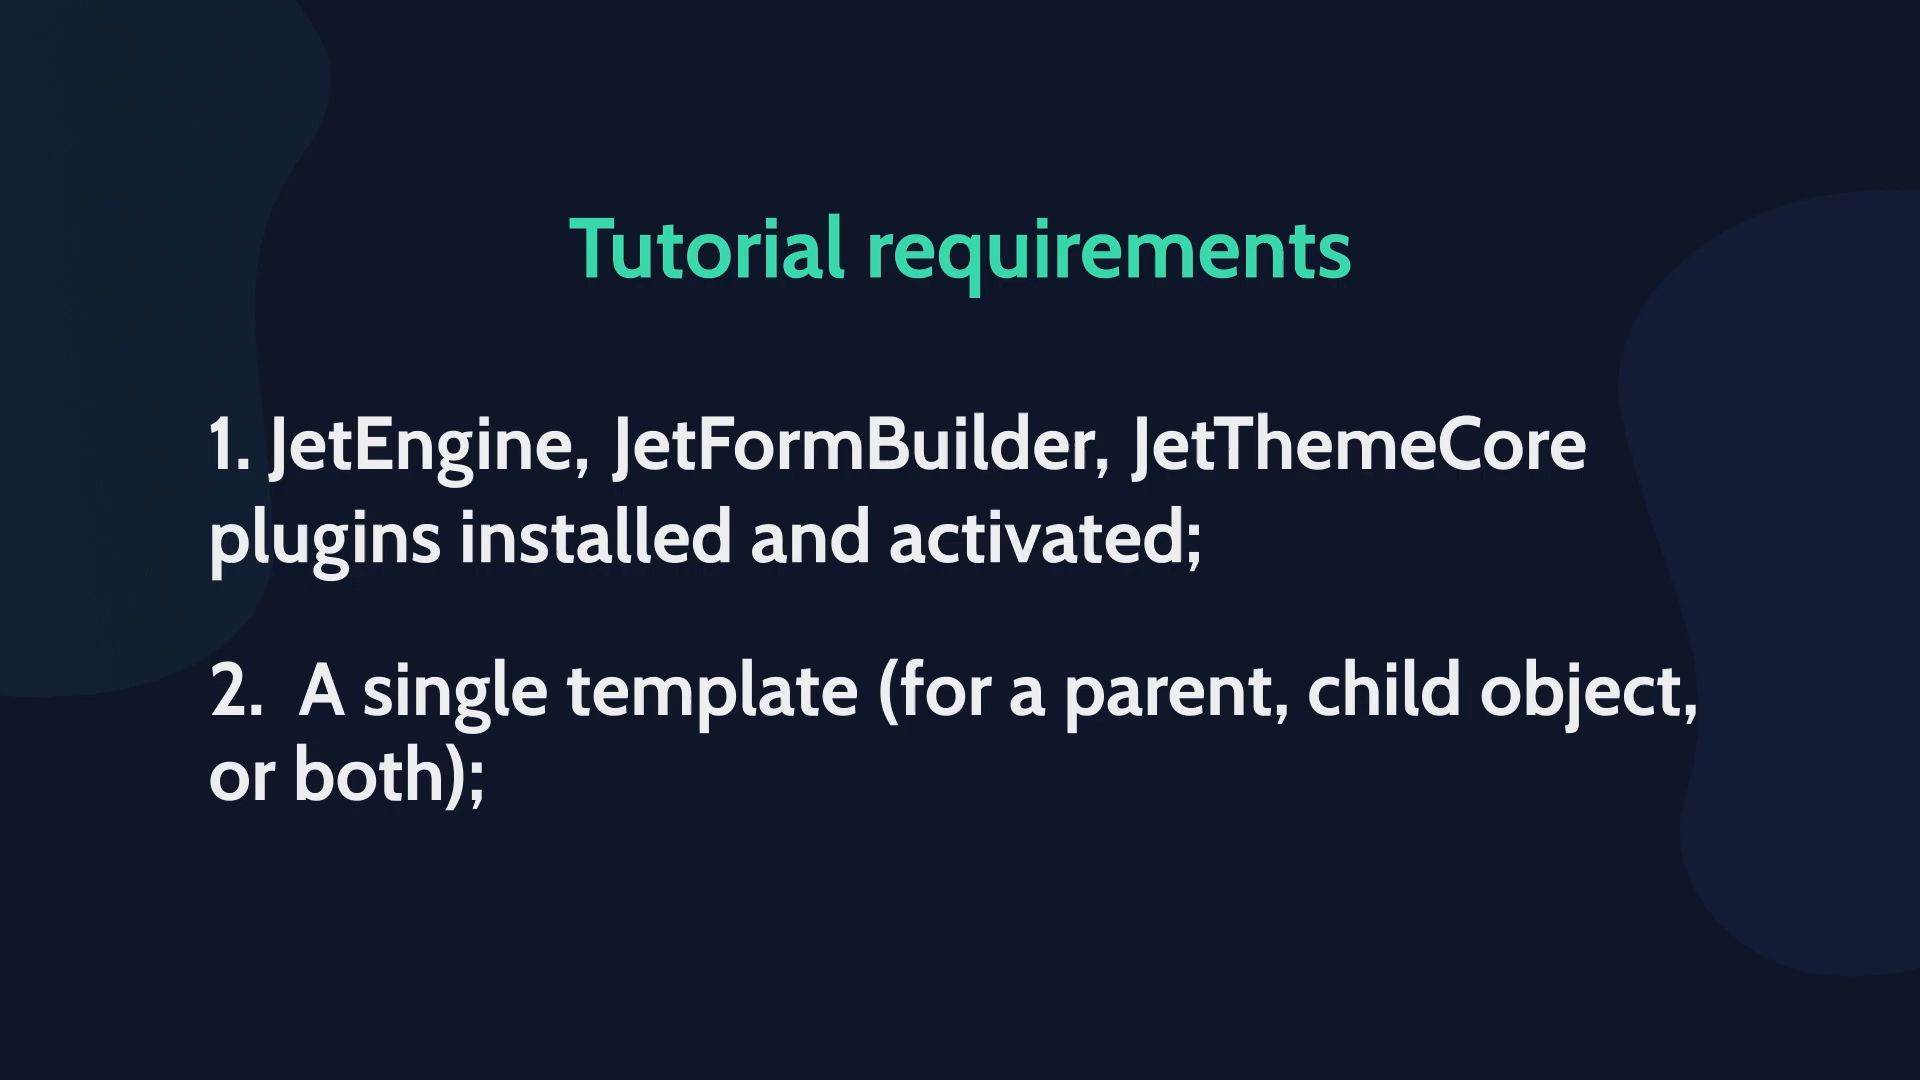 Tutorial requirements
1. JetEngine, JetFormBuilder, JetThemeCore
plugins installed and activated;
2. A single template (for a parent, child object,
or both);